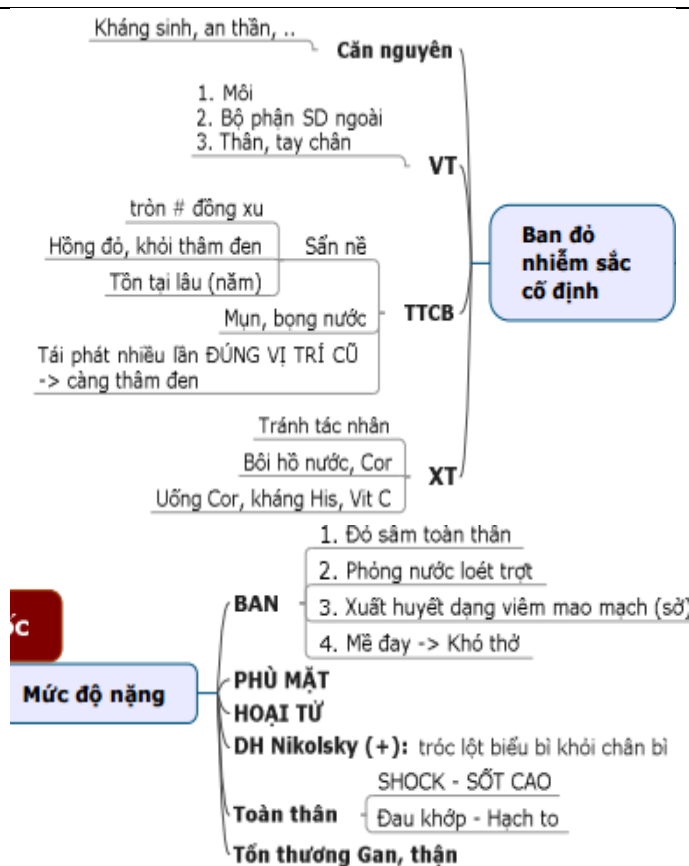 Kháng sinh, an thần, ..
Căn nguyên
1. Môi
2. Bộ phận SD ngoài
3. Thân, tay chân
VT
tròn # đồng xu
Hồng đỏ, khỏi thâm đen
Tồn tại lâu (năm)
Sẩn nề
Mụn, bọng nước
TTCB
Tái phát nhiều lần ĐÚNG VỊ TRÍ CŨ
-> càng thâm đen
Ban đỏ
nhiễm sắc
cố định
Tránh tác nhân
Bôi hồ nước, Cor
Uống Cor, kháng His, Vit C
XT
1. Đỏ sâm toàn thân
2. Phỏng nước loét trợt
BAN
3. Xuất huyết dạng viêm mao mạch (sờ)
4. Mề đay -> Khó thở
ốc
Mức độ nặng
PHÙ MẶT
HOẠI TỬ
DH Nikolsky (+): tróc lột biểu bì khỏi chân bì
SHOCK - SỐT CAO
Toàn thân
Đau khớp - Hạch to
Tổn thương Gan, thận